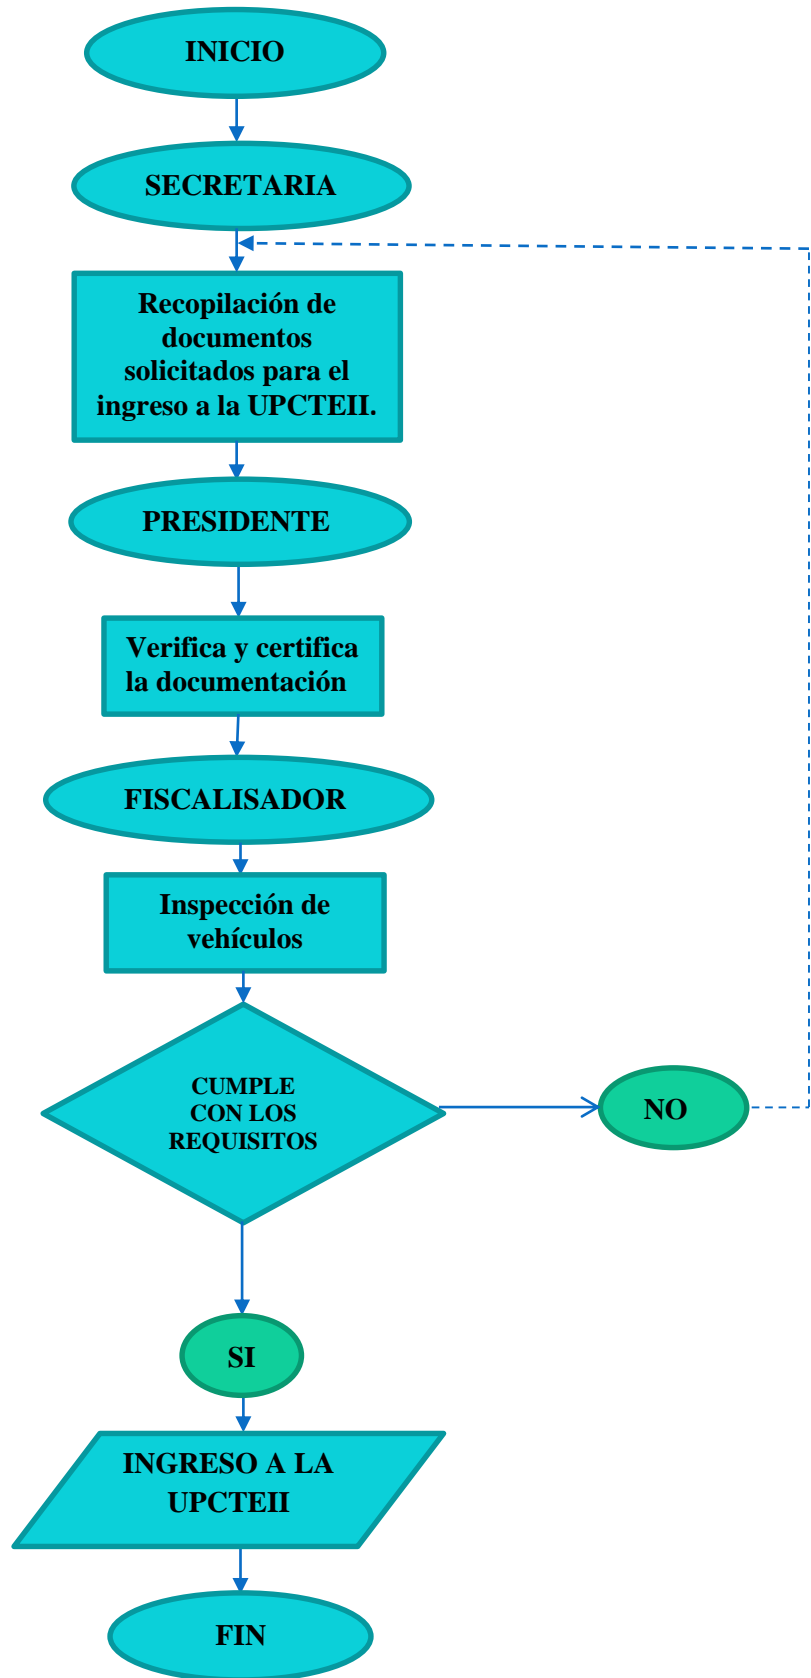 INICIO
SECRETARIA
Recopilación de
documentos
solicitados para el
ingreso a la UPCTEII.
PRESIDENTE
Verifica y certifica
la documentación
FISCALISADOR
Inspección de
vehículos
CUMPLE
CON LOS
REQUISITOS
NO
SI
INGRESO A LA
UPCTEII
FIN